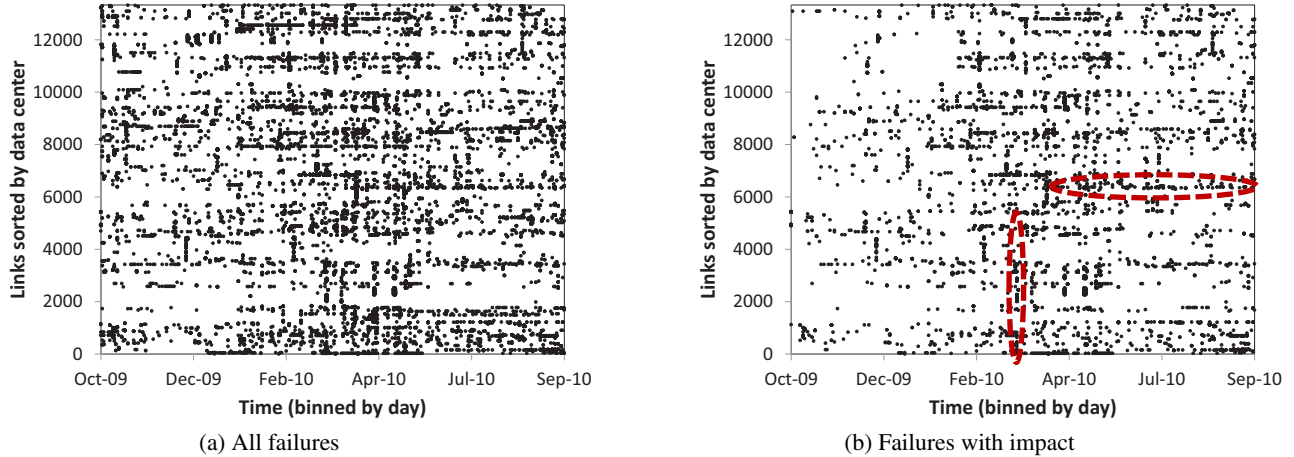 12000
10000
8000
6000
4000
2000
0
Links sorted by data center
Oct-09 Dec-09 Feb-10 Apr-10 Jul-10 Sep-10
Time (binned by day)
(a) All failures
12000
10000
8000
6000
4000
2000
0
Links sorted by data center
Oct-09 Dec-09 Feb-10 Apr-10 Jul-10 Sep-10
Time (binned by day)
(b) Failures with impact